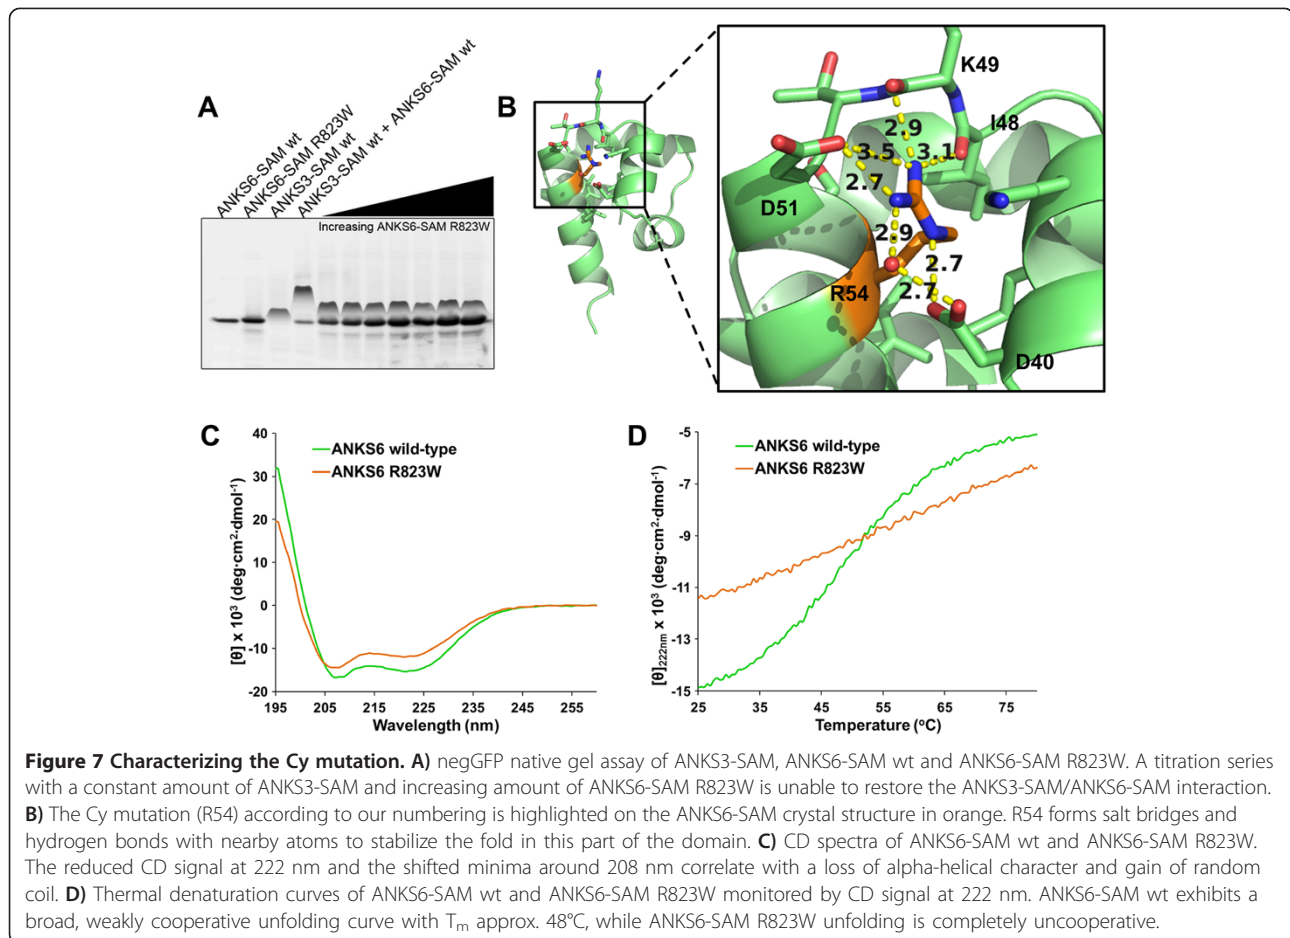 A
ANKS6-SAM wt
ANKS6-SAM R823W
ANKS3-SAM wt
ANKS3-SAM wt + ANKS6-SAM wt
Increasing ANKS6-SAM R823W
B
K49
I48
2.9
3.5
3.1
2.7
D51
2.9
2.7
R54
2.7
D40
C
ANKS6 wild-type
ANKS6 R823W
[θ] x 10³ (deg·cm²·dmol⁻¹)
40
30
20
10
0
-10
-20
195
205
215
225
235
245
255
Wavelength (nm)
D
ANKS6 wild-type
ANKS6 R823W
[θ]₂₂₂ₙₘ x 10³ (deg·cm²·dmol⁻¹)
-5
-7
-9
-11
-13
-15
25
35
45
55
65
75
Temperature (°C)
Figure 7 Characterizing the Cy mutation. A) negGFP native gel assay of ANKS3-SAM, ANKS6-SAM wt and ANKS6-SAM R823W. A titration series
with a constant amount of ANKS3-SAM and increasing amount of ANKS6-SAM R823W is unable to restore the ANKS3-SAM/ANKS6-SAM interaction.
B) The Cy mutation (R54) according to our numbering is highlighted on the ANKS6-SAM crystal structure in orange. R54 forms salt bridges and
hydrogen bonds with nearby atoms to stabilize the fold in this part of the domain. C) CD spectra of ANKS6-SAM wt and ANKS6-SAM R823W.
The reduced CD signal at 222 nm and the shifted minima around 208 nm correlate with a loss of alpha-helical character and gain of random
coil. D) Thermal denaturation curves of ANKS6-SAM wt and ANKS6-SAM R823W monitored by CD signal at 222 nm. ANKS6-SAM wt exhibits a
broad, weakly cooperative unfolding curve with Tₘ approx. 48°C, while ANKS6-SAM R823W unfolding is completely uncooperative.